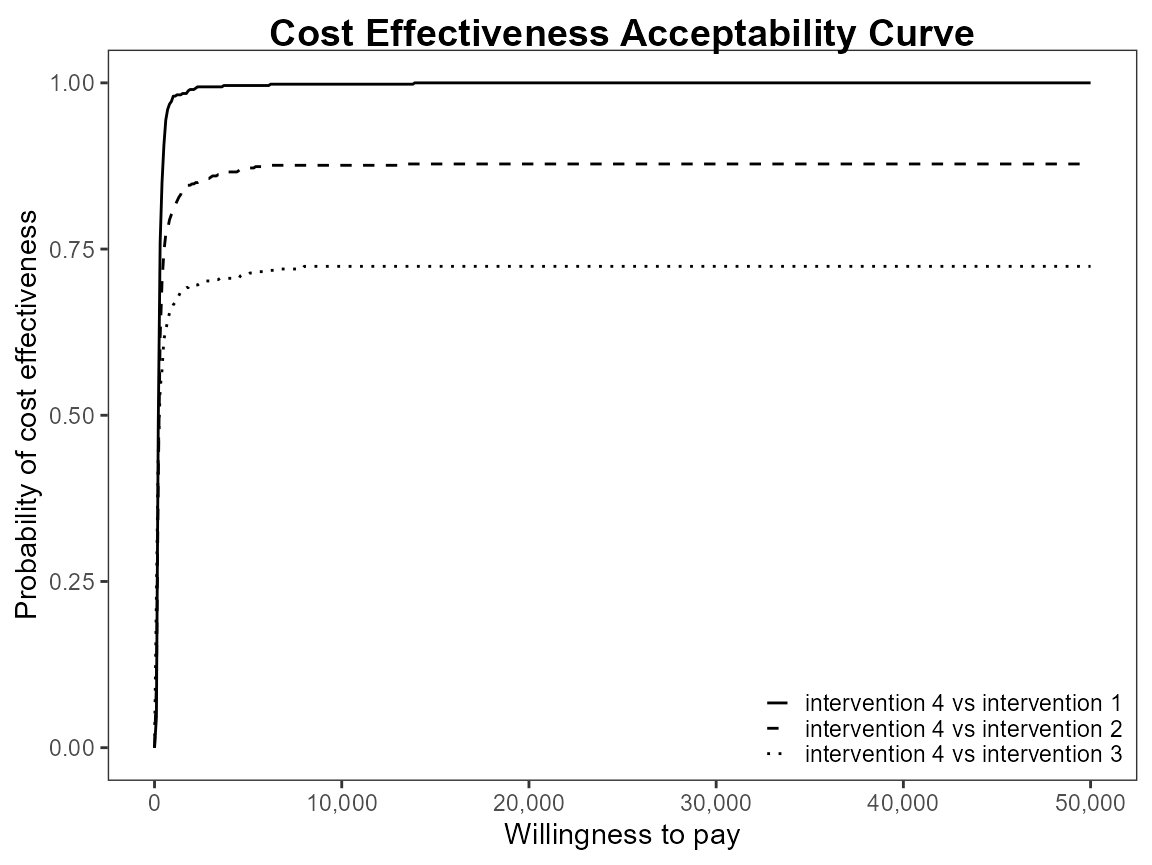 Cost Effectiveness Acceptability Curve
Probability of cost effectiveness
1.00
0.75
0.50
0.25
0.00
intervention 4 vs intervention 1
intervention 4 vs intervention 2
intervention 4 vs intervention 3
0 10,000 20,000 30,000 40,000 50,000
Willingness to pay